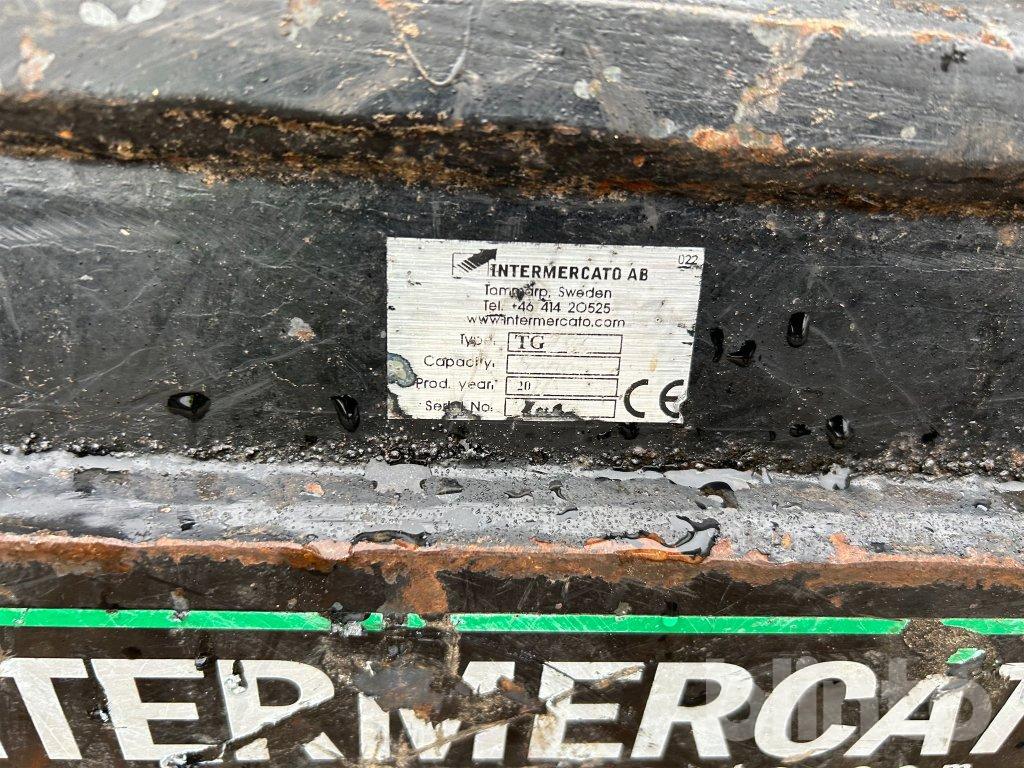 INTERMERCATO AB
022
Tommarp, Sweden
Tel. +46 414 20525
www.intermercato.com
Type: TG
Capacity:
Prod. year: 20
Serial No:
CE
TERMERCAT
blinto